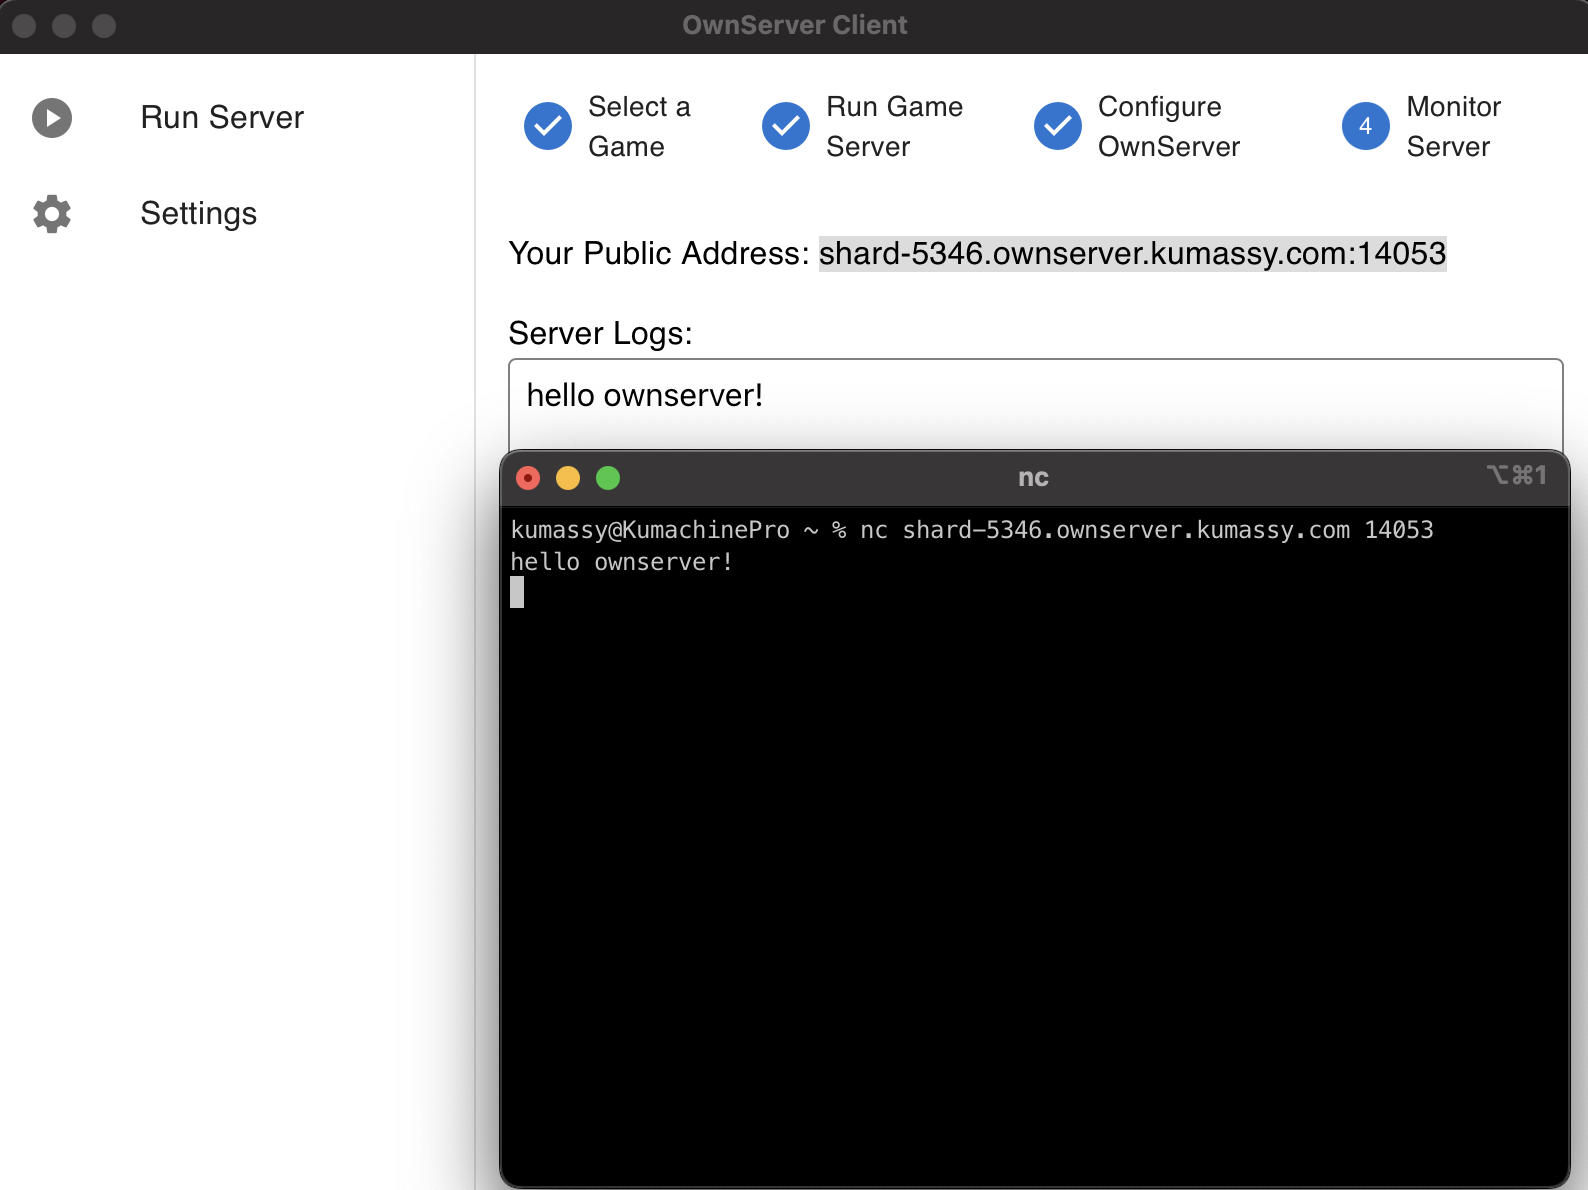 OwnServer Client
Run Server
Settings
Select a
Game
Run Game
Server
Configure
OwnServer
4
Monitor
Server
Your Public Address: shard-5346.ownserver.kumassy.com:14053
Server Logs:
hello ownserver!
nc
⌥⌘1
kumassy@KumachinePro ~ % nc shard-5346.ownserver.kumassy.com 14053
hello ownserver!